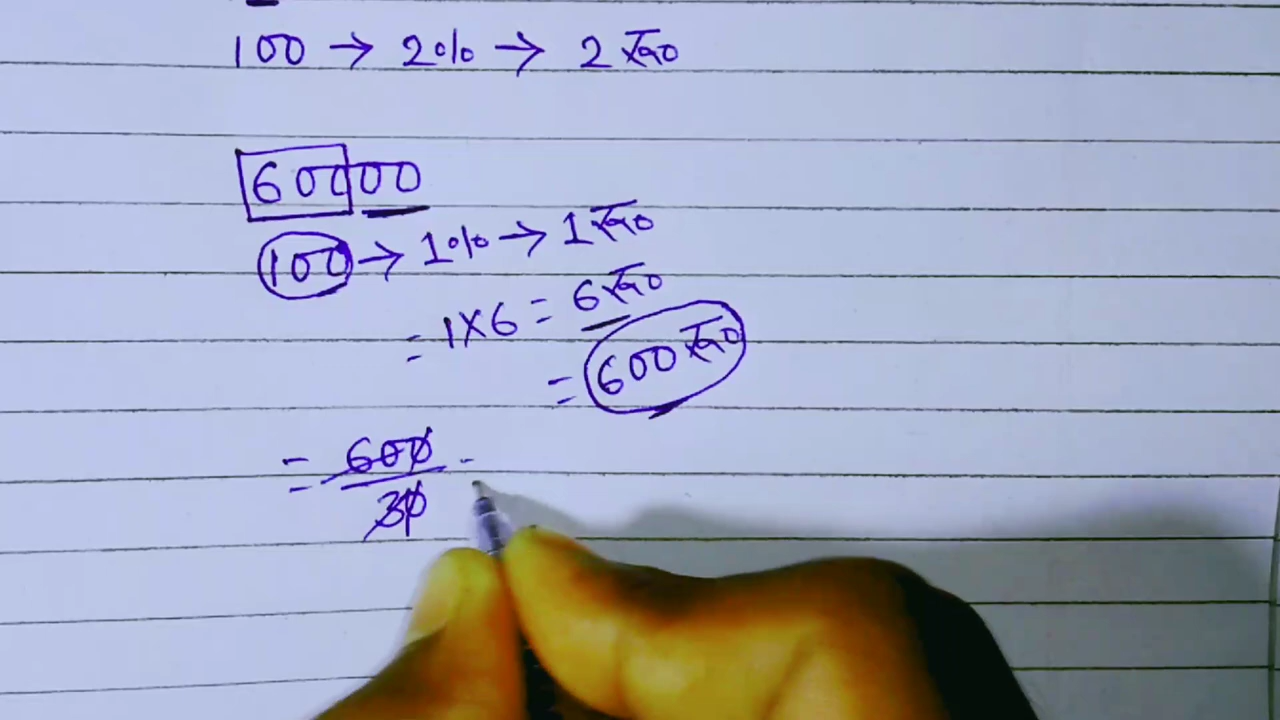 100 → 2% → 2 रू०
60000
100 → 1% → 1 रू०
= 1×6 = 6 रू०
= 600 रू०
= 600/30 -